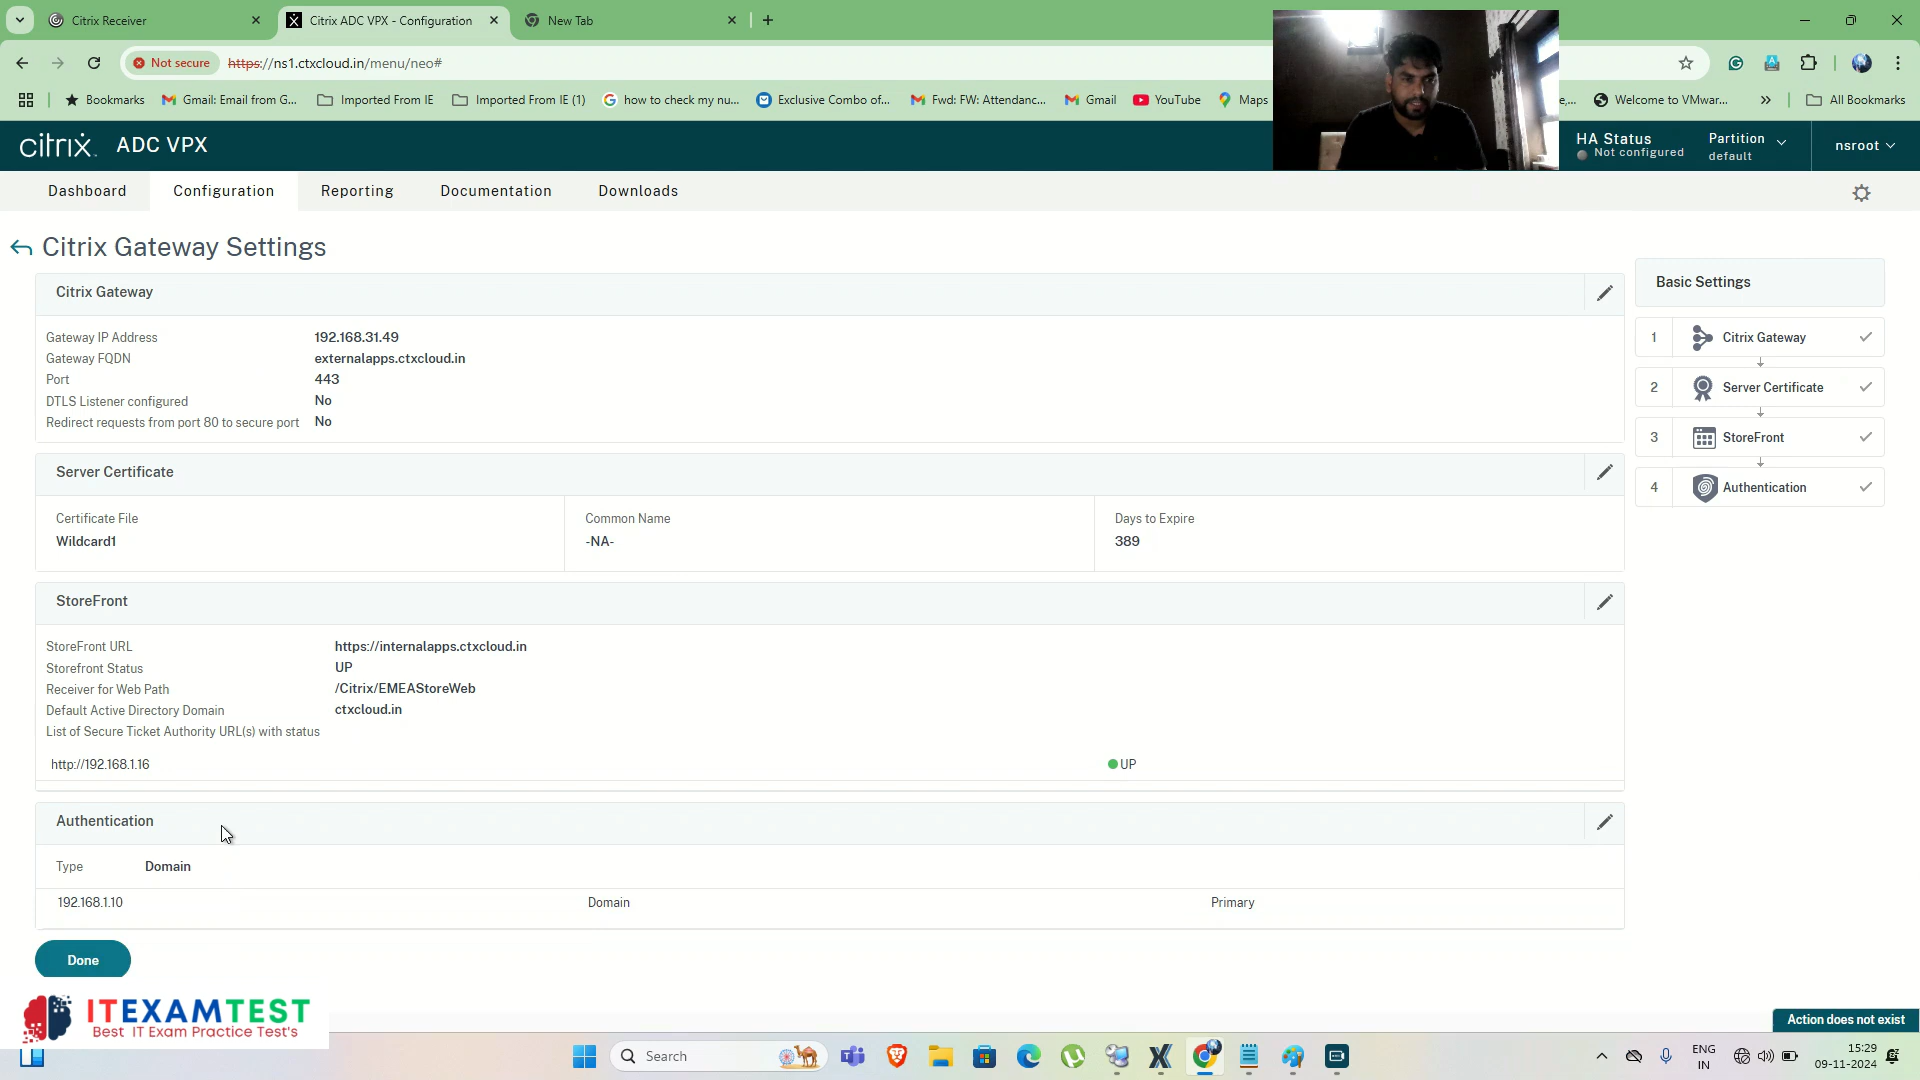 Citrix Receiver
Citrix ADC VPX - Configuration
New Tab
Not secure
https://ns1.ctxcloud.in/menu/neo#
Bookmarks
Gmail: Email from G...
Imported From IE
Imported From IE (1)
how to check my nu...
Exclusive Combo of...
Fwd: FW: Attendanc...
Gmail
YouTube
Maps
e,...
Welcome to VMwar...
All Bookmarks
citrix
ADC VPX
HA Status
Not configured
Partition
default
nsroot
Dashboard
Configuration
Reporting
Documentation
Downloads
Citrix Gateway Settings
Citrix Gateway
Gateway IP Address 192.168.31.49
Gateway FQDN externalapps.ctxcloud.in
Port 443
DTLS Listener configured No
Redirect requests from port 80 to secure port No
Server Certificate
Certificate File Common Name Days to Expire
Wildcard1 -NA- 389
StoreFront
StoreFront URL https://internalapps.ctxcloud.in
Storefront Status UP
Receiver for Web Path /Citrix/EMEAStoreWeb
Default Active Directory Domain ctxcloud.in
List of Secure Ticket Authority URL(s) with status
http://192.168.1.16 UP
Authentication
Type Domain
192.168.1.10 Domain Primary
Done
Basic Settings
1 Citrix Gateway
2 Server Certificate
3 StoreFront
4 Authentication
ITEXAMTEST
Best IT Exam Practice Test's
Action does not exist
Search
ENG
IN
15:29
09-11-2024